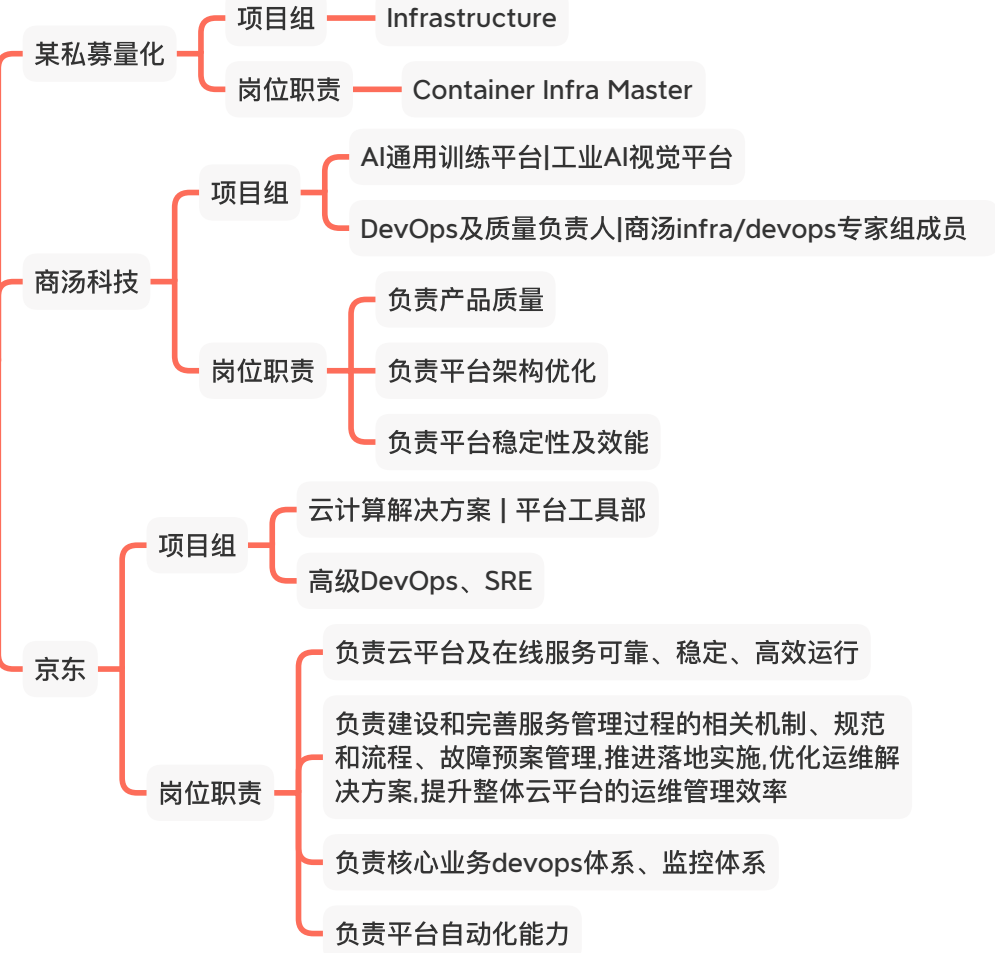 某私募量化
项目组
Infrastructure
岗位职责
Container Infra Master
商汤科技
项目组
AI通用训练平台|工业AI视觉平台
DevOps及质量负责人|商汤infra/devops专家组成员
岗位职责
负责产品质量
负责平台架构优化
负责平台稳定性及效能
京东
项目组
云计算解决方案 | 平台工具部
高级DevOps、SRE
岗位职责
负责云平台及在线服务可靠、稳定、高效运行
负责建设和完善服务管理过程的相关机制、规范
和流程、故障预案管理,推进落地实施,优化运维解
决方案,提升整体云平台的运维管理效率
负责核心业务devops体系、监控体系
负责平台自动化能力